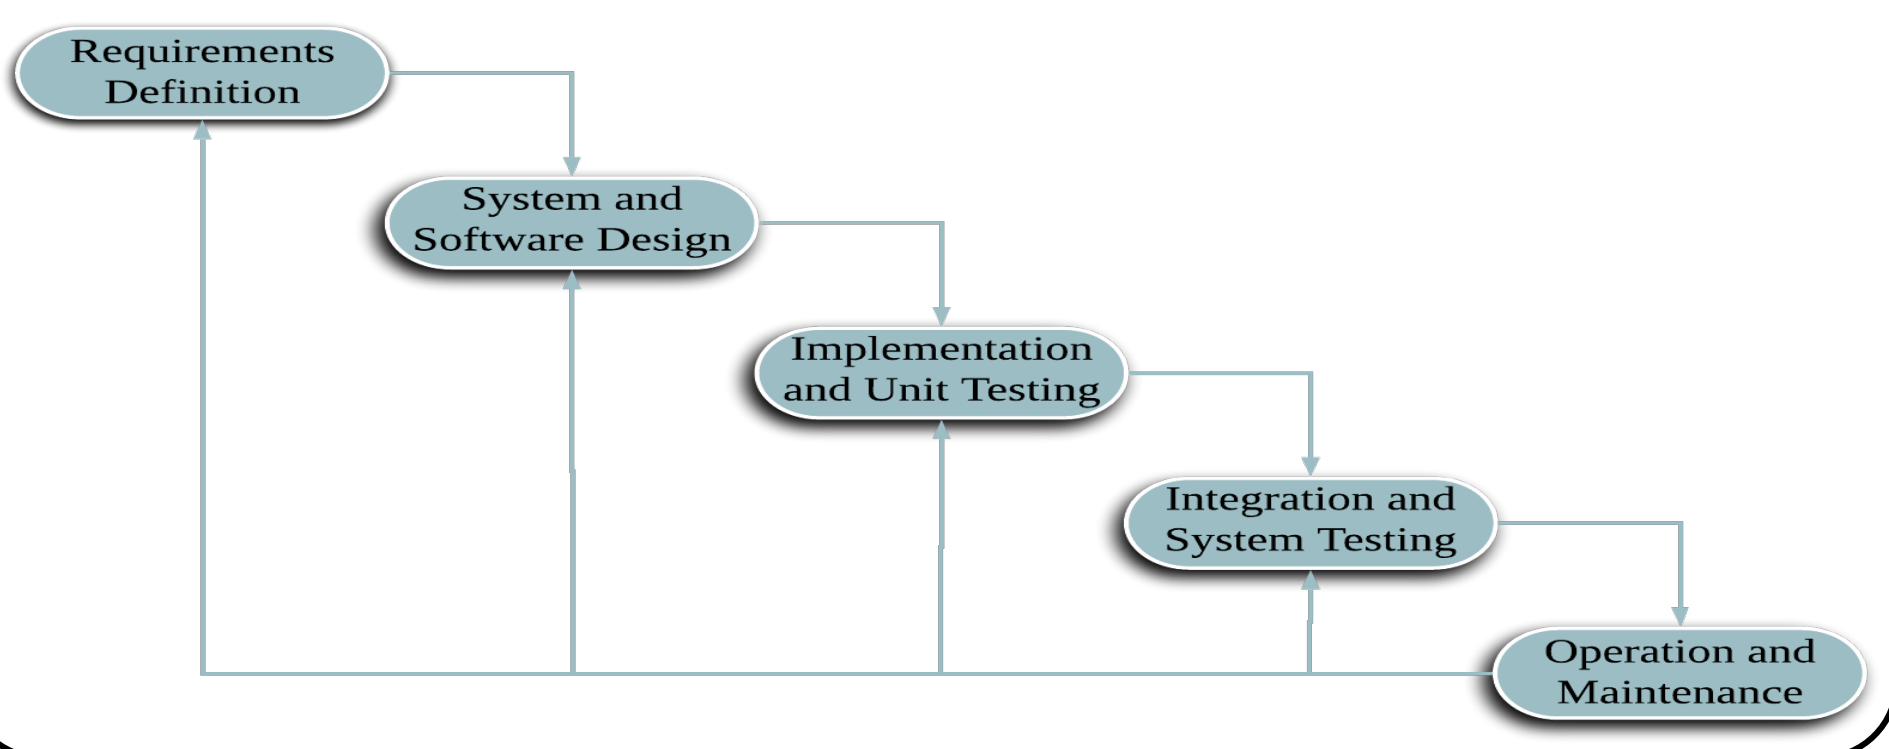 Requirements
Definition
System and
Software Design
Implementation
and Unit Testing
Integration and
System Testing
Operation and
Maintenance